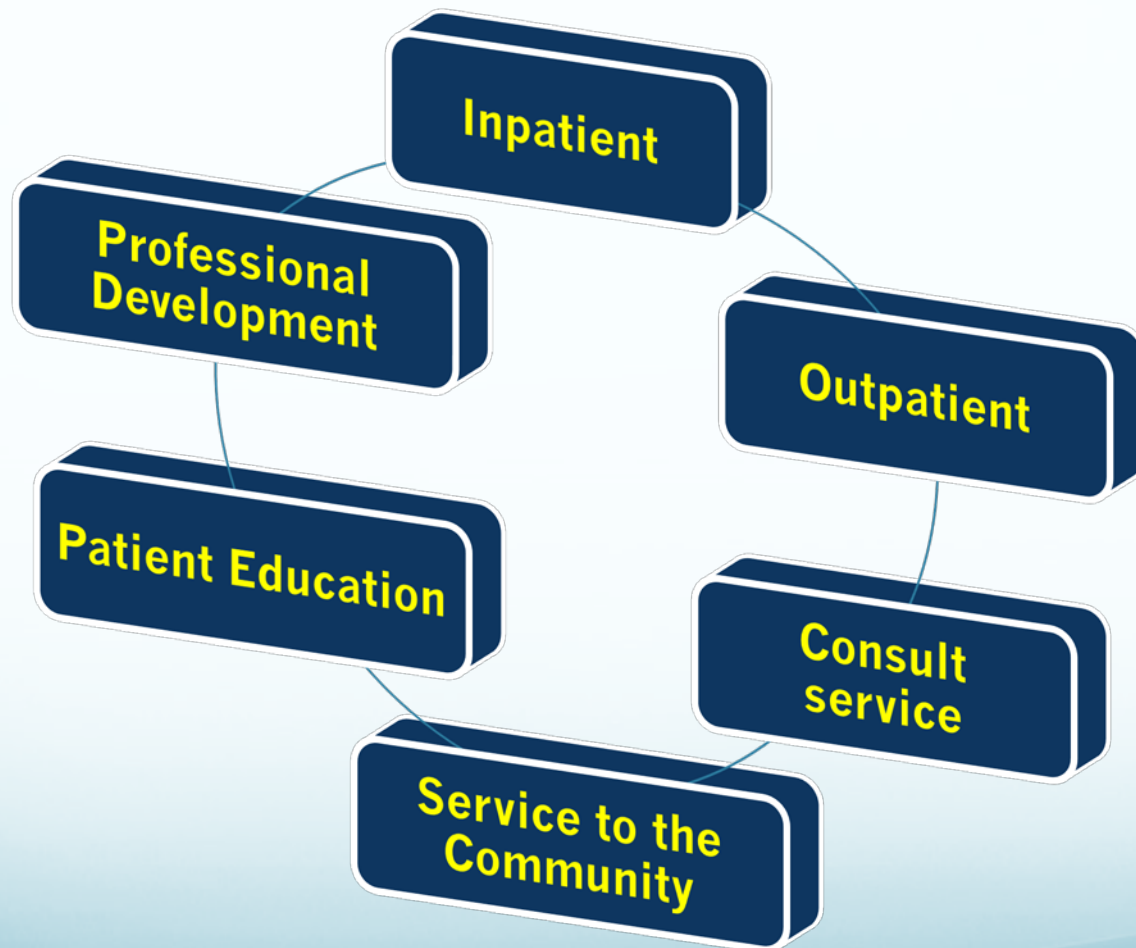 Inpatient
Outpatient
Consult
service
Service to the
Community
Patient Education
Professional
Development